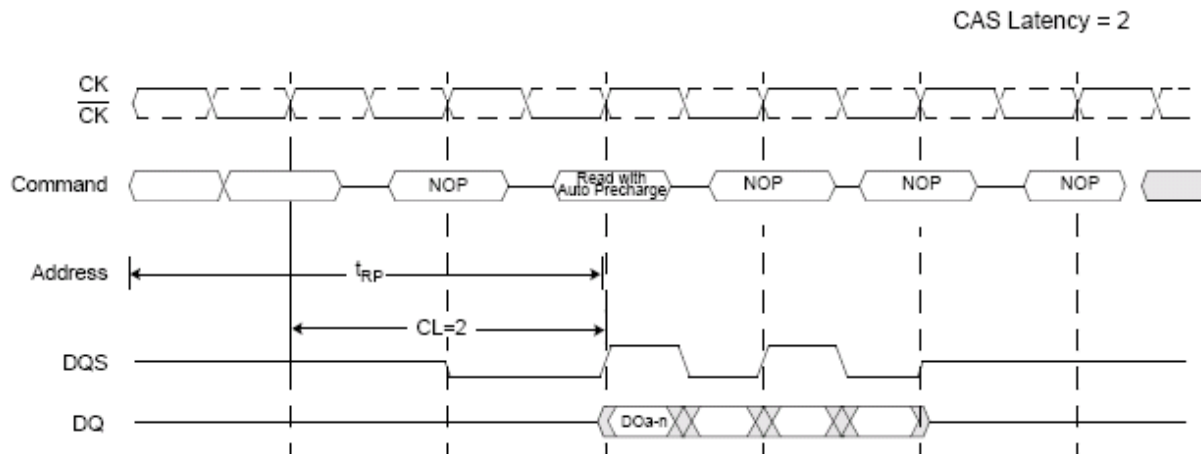 CAS Latency = 2
CK
CK
Command
NOP
Read with
Auto Precharge
NOP
NOP
NOP
Address
tRP
CL=2
DQS
DQ
DOa-n